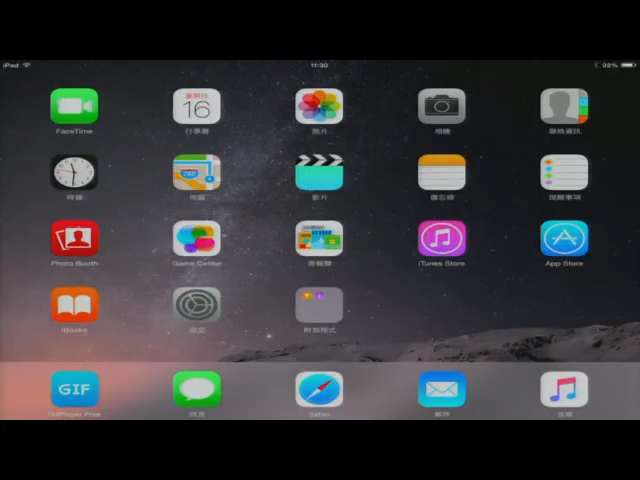 iPad 11:30 92%
星期四
16
FaceTime 行事曆 照片 相機 聯絡資訊
280
時鐘 地圖 影片 備忘錄 提醒事項
Photo Booth Game Center 書報攤 iTunes Store App Store
iBooks 設定 附加程式
GIF
GifPlayer Free 訊息 Safari 郵件 音樂